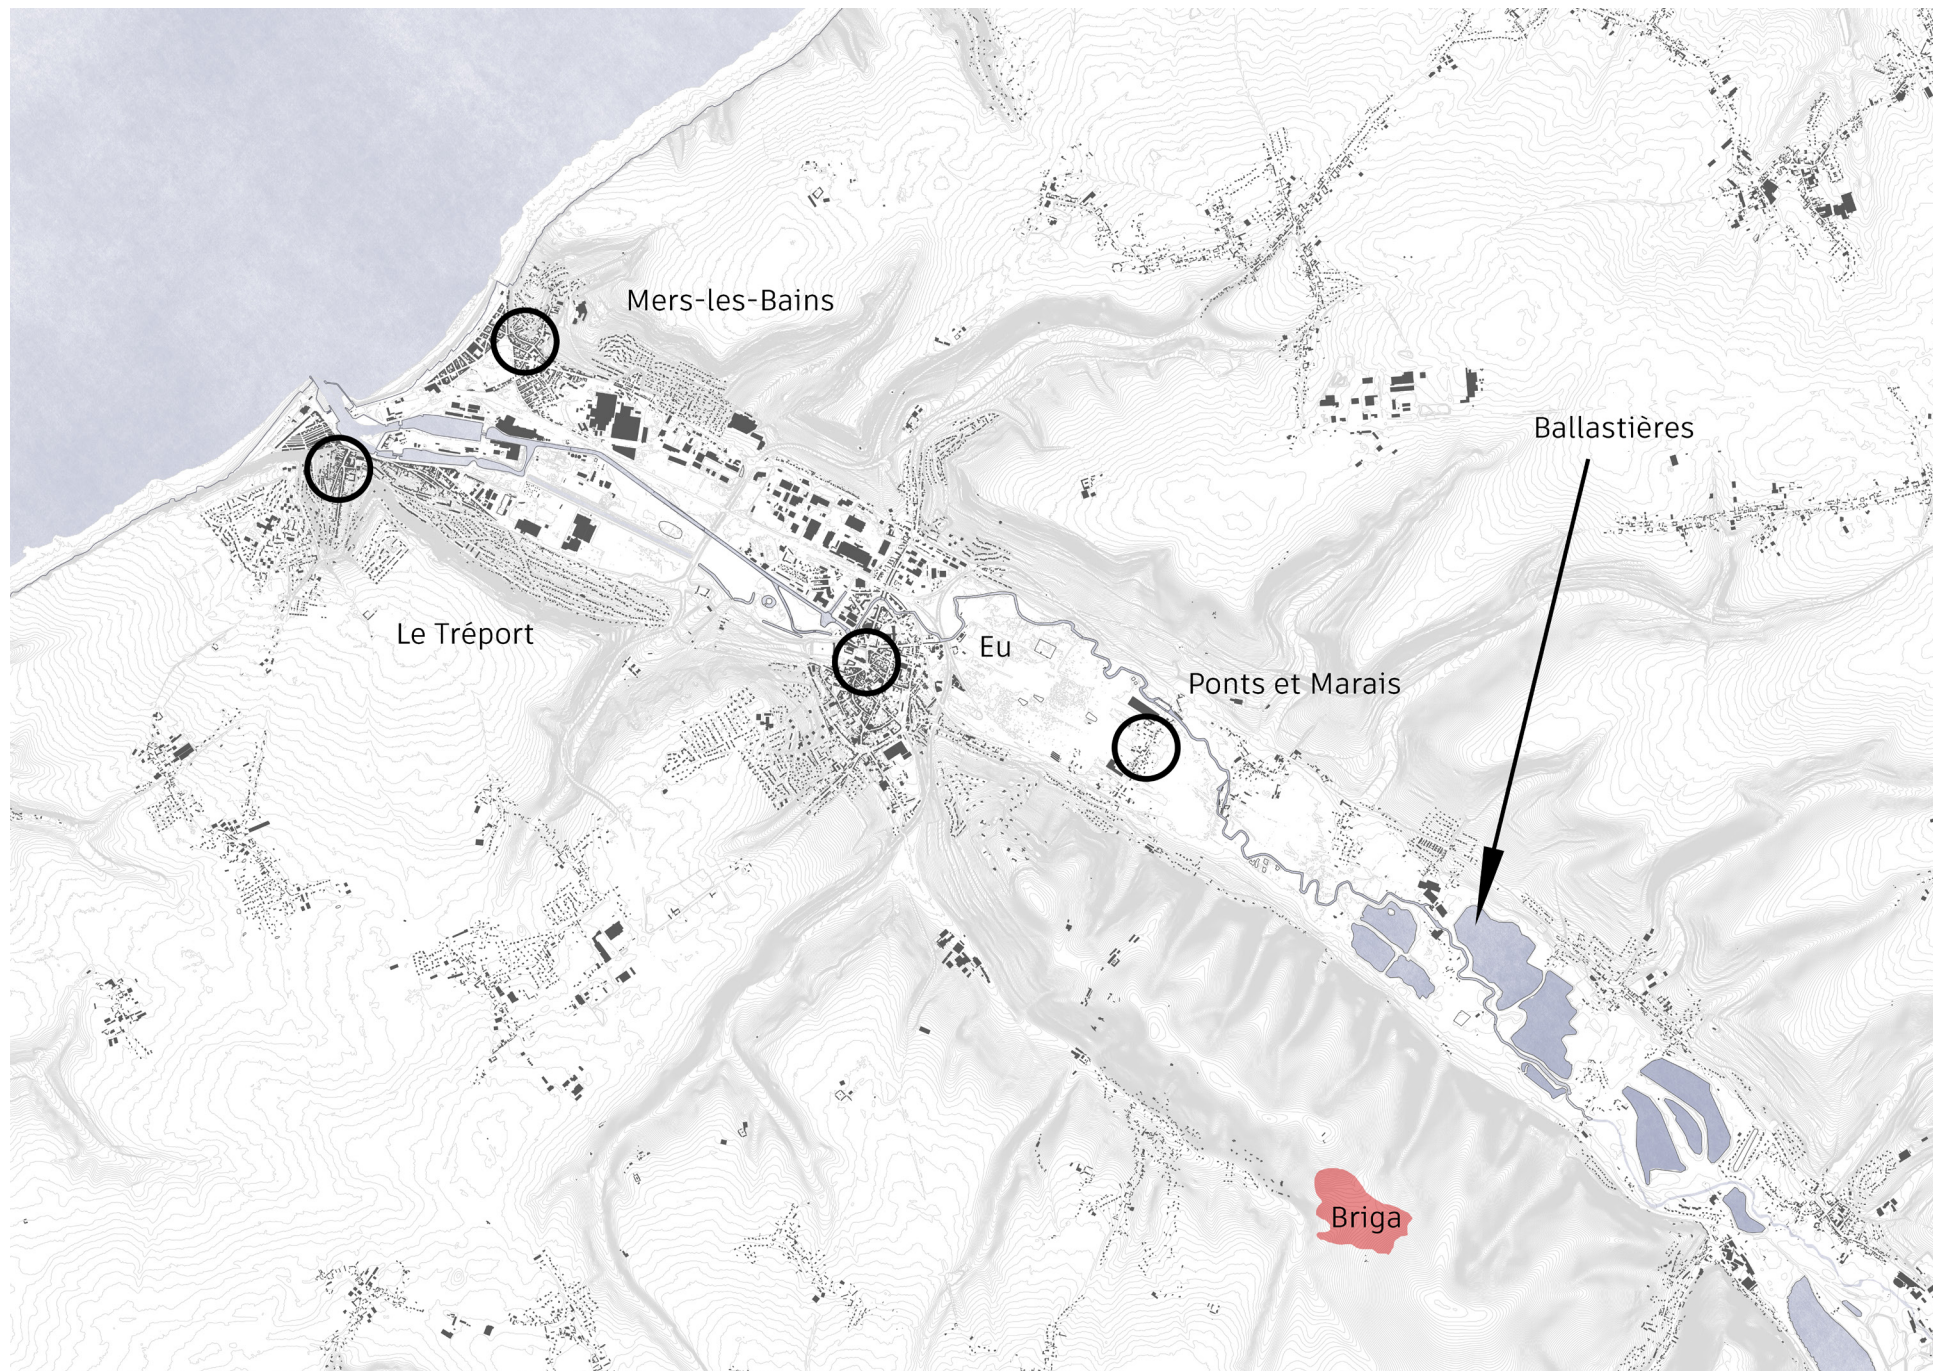 Mers-les-Bains
Ballastières
Le Tréport
Eu
Ponts et Marais
Briga